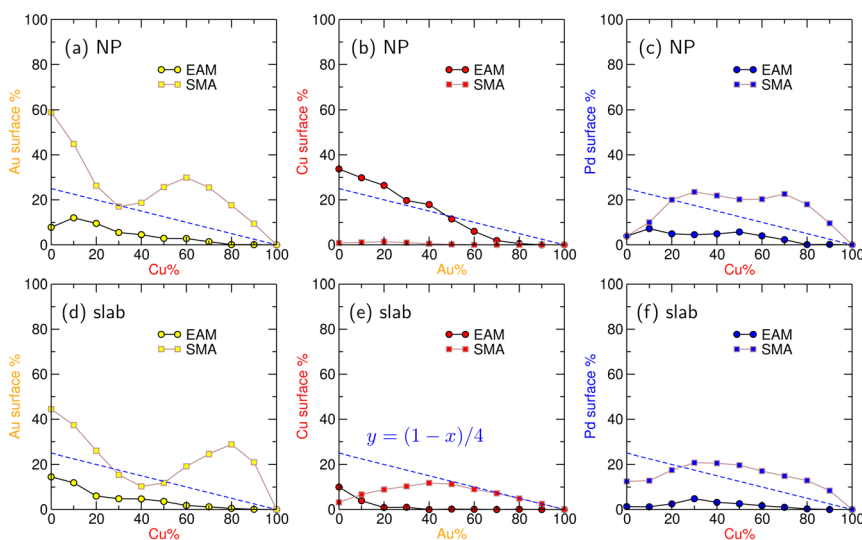 (a) NP
EAM
SMA
Au surface %
100
80
60
40
20
0
0 20 40 60 80 100
Cu%
(b) NP
EAM
SMA
Cu surface %
100
80
60
40
20
0
0 20 40 60 80 100
Au%
(c) NP
EAM
SMA
Pd surface %
100
80
60
40
20
0
0 20 40 60 80 100
Cu%
(d) slab
EAM
SMA
Au surface %
100
80
60
40
20
0
0 20 40 60 80 100
Cu%
(e) slab
EAM
SMA
y = (1 − x)/4
Cu surface %
100
80
60
40
20
0
0 20 40 60 80 100
Au%
(f) slab
EAM
SMA
Pd surface %
100
80
60
40
20
0
0 20 40 60 80 100
Cu%